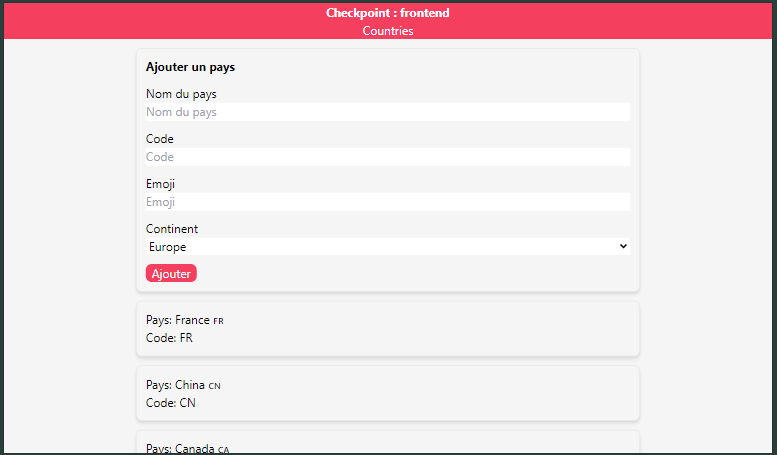 Checkpoint : frontend
Countries
Ajouter un pays
Nom du pays
Nom du pays
Code
Code
Emoji
Emoji
Continent
Europe
Ajouter
Pays: France FR
Code: FR
Pays: China CN
Code: CN
Pays: Canada CA